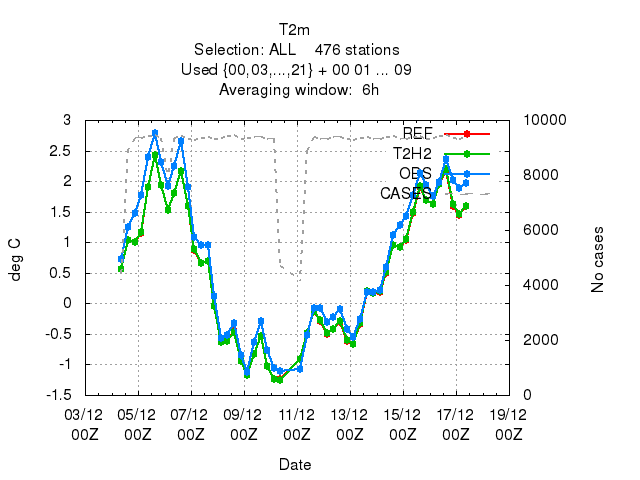 T2m
Selection: ALL    476 stations
Used {00,03,...,21} + 00 01 ... 09
Averaging window:  6h
3
2.5
2
1.5
1
0.5
0
-0.5
-1
-1.5
deg C
10000
8000
6000
4000
2000
0
No cases
REF
T2H2
OBS
CASES
03/12 05/12 07/12 09/12 11/12 13/12 15/12 17/12 19/12
00Z 00Z 00Z 00Z 00Z 00Z 00Z 00Z 00Z
Date